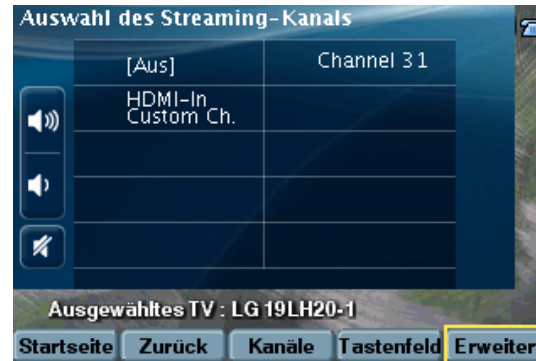 Auswahl des Streaming-Kanals
[Aus]
Channel 31
HDMI-In
Custom Ch.
Ausgewähltes TV : LG 19LH20-1
Startseite
Zurück
Kanäle
Tastenfeld
Erweiter